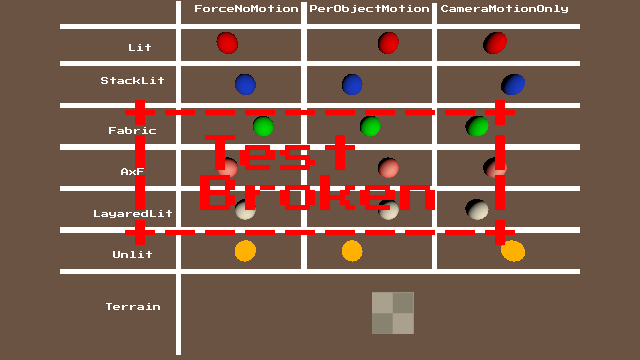 ForceNoMotion PerObjectMotion CameraMotionOnly
Lit
StackLit
Fabric
Test
AxF
Broken
LayaredLit
Unlit
Terrain